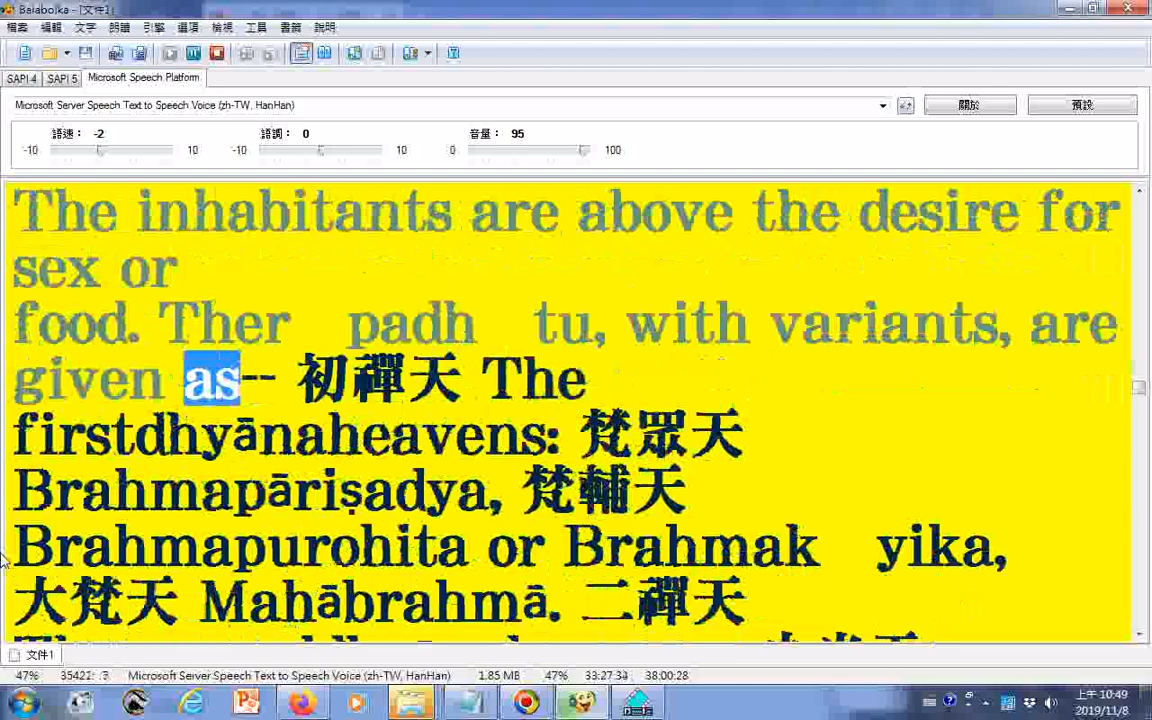 Balabolka - [文件1]
檔案 編輯 文字 朗讀 引擎 選項 檢視 工具 書籤 說明
SAPI 4 SAPI 5 Microsoft Speech Platform
Microsoft Server Speech Text to Speech Voice (zh-TW, HanHan) 關於 預設
語速： -2 語調： 0 音量： 95
-10 10 -10 10 0 100
The inhabitants are above the desire for
sex or
food. Ther padh tu, with variants, are
given as-- 初禪天 The
firstdhyānaheavens: 梵眾天
Brahmapāriṣadya, 梵輔天
Brahmapurohita or Brahmak yika,
大梵天 Mahābrahmā. 二禪天
文件1
47% Microsoft Server Speech Text to Speech Voice (zh-TW, HanHan) 1.85 MB 47% 33:27:34 38:00:28
上午 10:49
2019/11/8